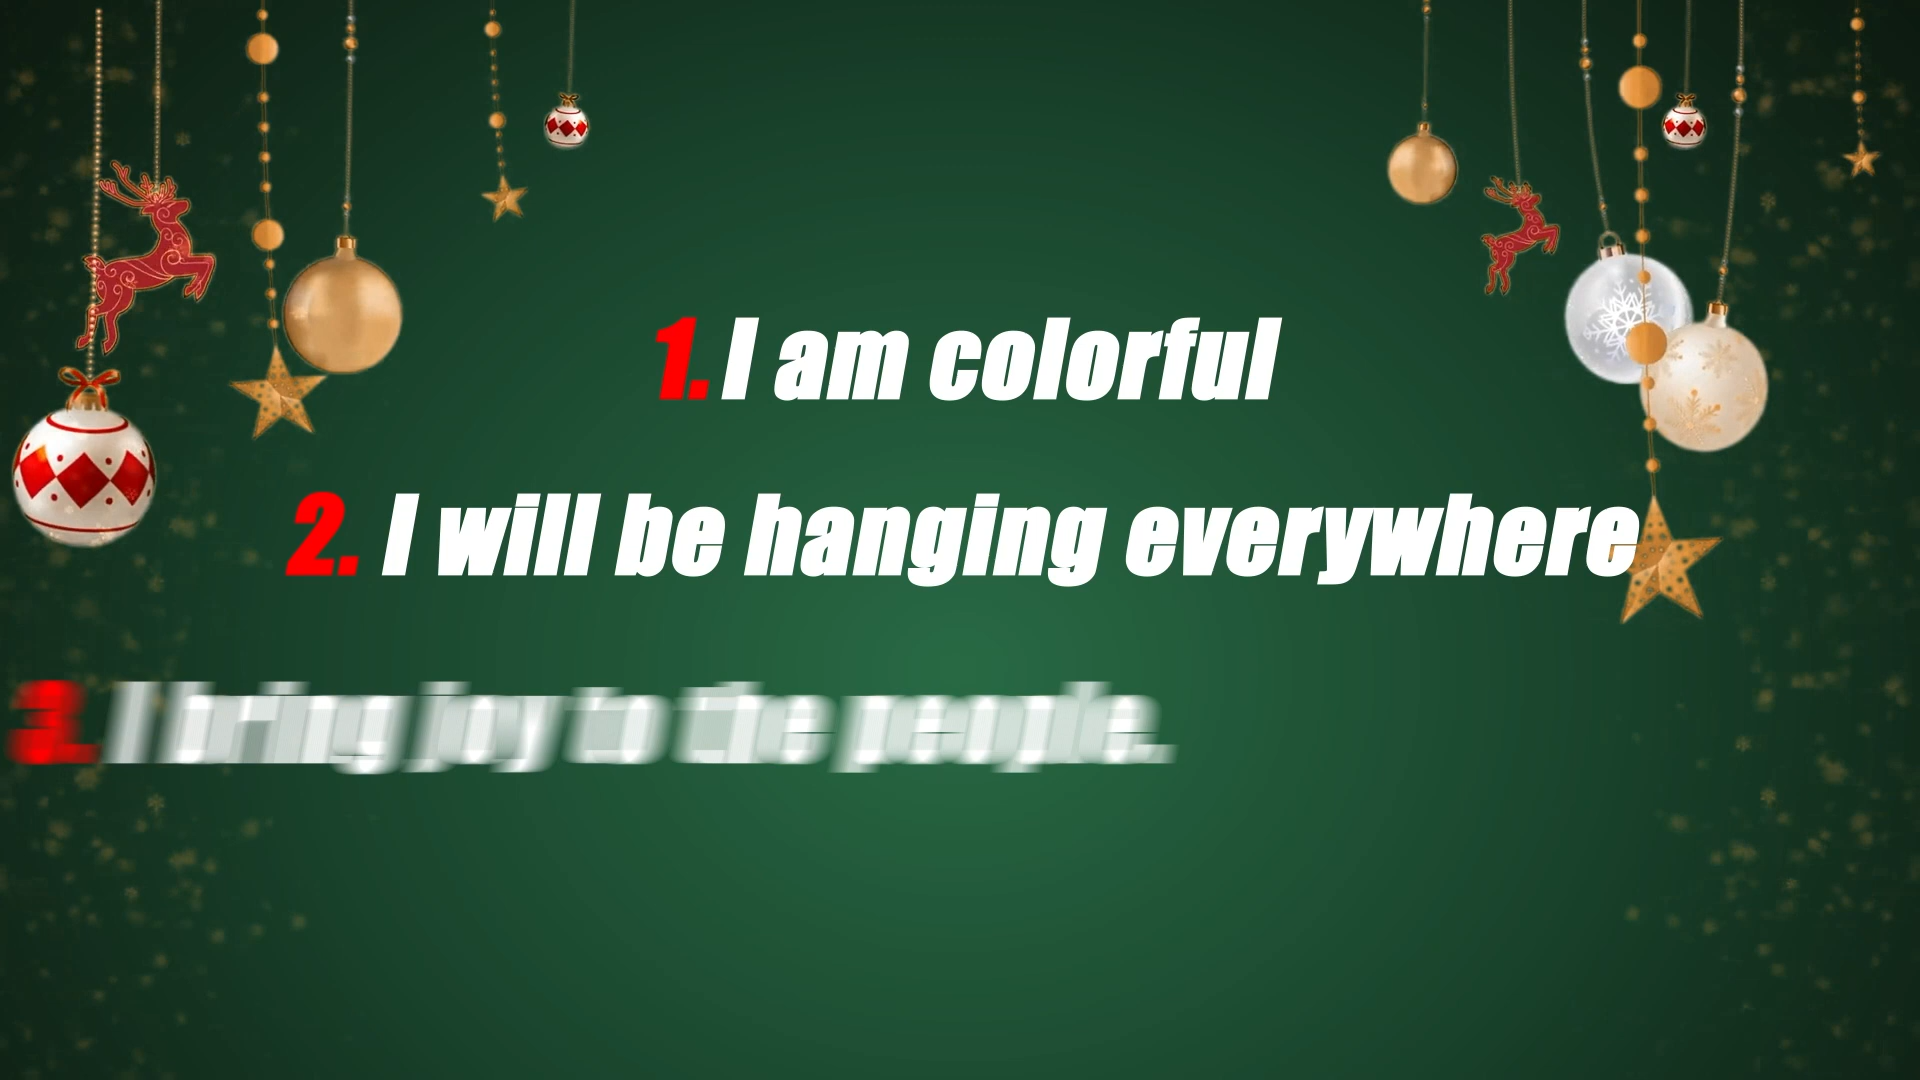 1. I am colorful
2. I will be hanging everywhere
3. I bring joy to the people.